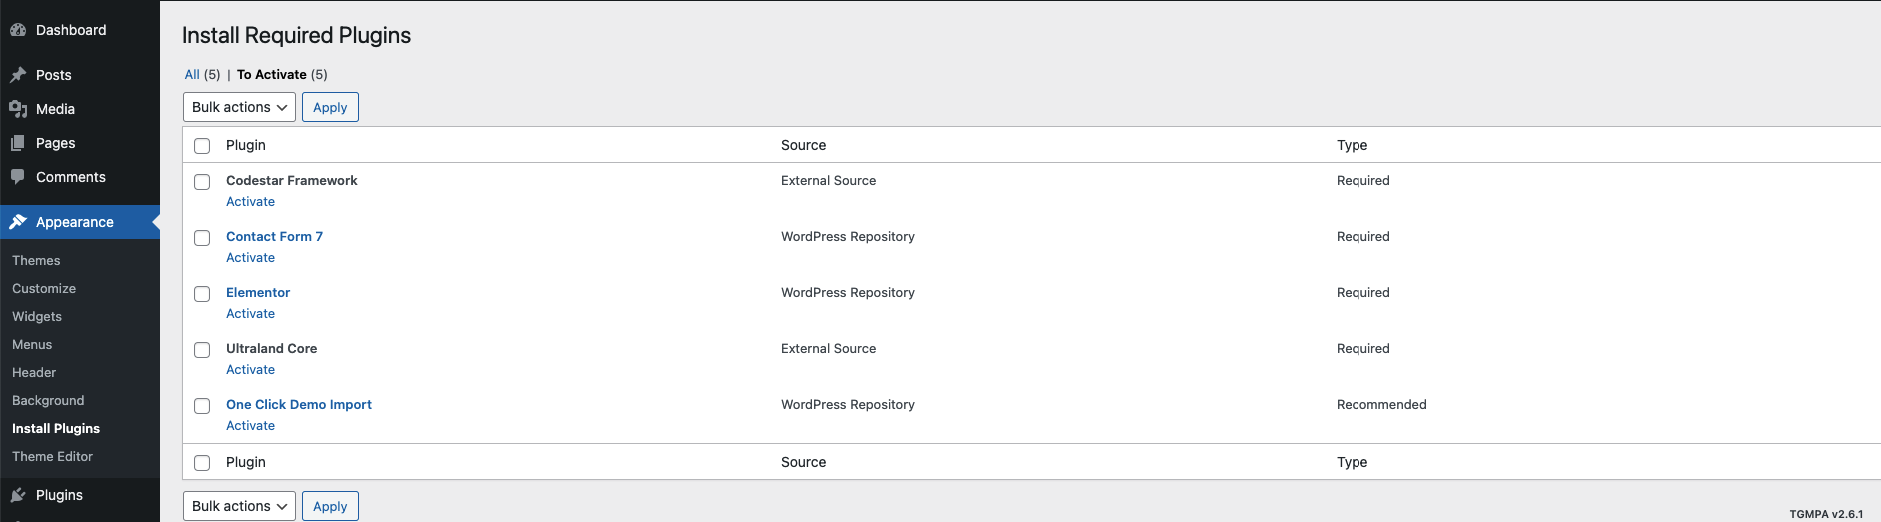 Dashboard
Posts
Media
Pages
Comments
Appearance
Themes
Customize
Widgets
Menus
Header
Background
Install Plugins
Theme Editor
Plugins
Install Required Plugins
All (5) | To Activate (5)
Bulk actions Apply
Plugin Source Type
Codestar Framework External Source Required
Activate
Contact Form 7 WordPress Repository Required
Activate
Elementor WordPress Repository Required
Activate
Ultraland Core External Source Required
Activate
One Click Demo Import WordPress Repository Recommended
Activate
Plugin Source Type
Bulk actions Apply
TGMPA v2.6.1